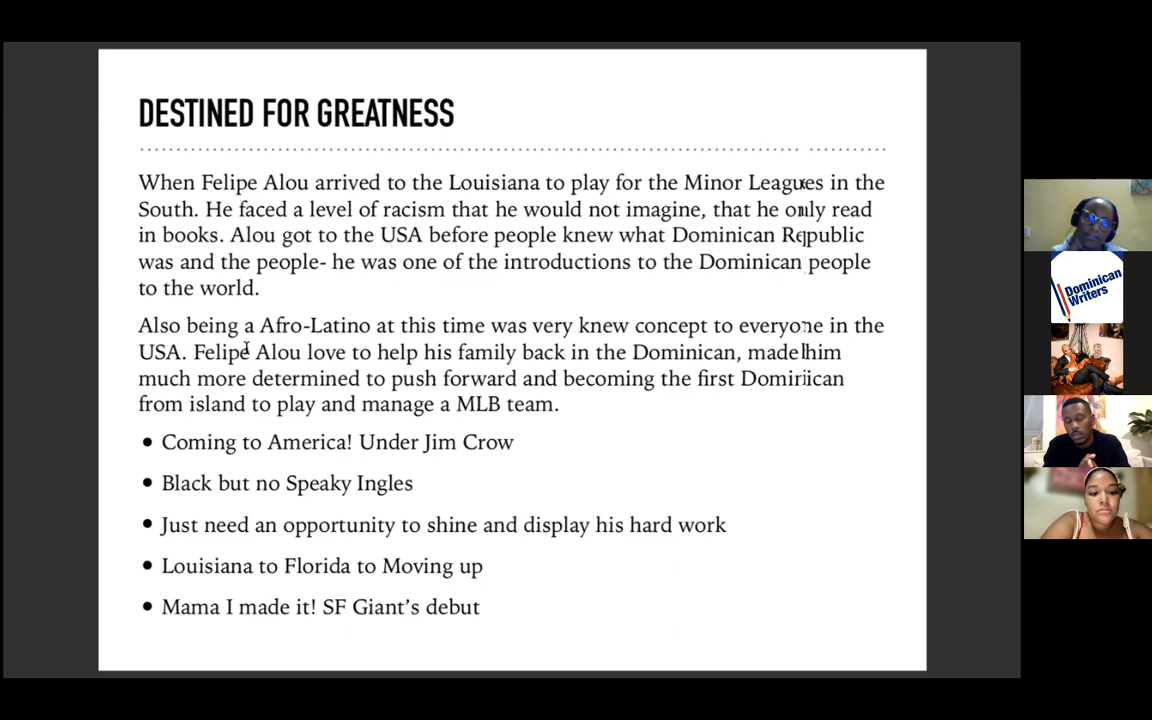 DESTINED FOR GREATNESS
When Felipe Alou arrived to the Louisiana to play for the Minor Leagues in the
South. He faced a level of racism that he would not imagine, that he only read
in books. Alou got to the USA before people knew what Dominican Republic
was and the people- he was one of the introductions to the Dominican people
to the world.
Also being a Afro-Latino at this time was very knew concept to everyone in the
USA. Felipe Alou love to help his family back in the Dominican, made him
much more determined to push forward and becoming the first Dominican
from island to play and manage a MLB team.
• Coming to America! Under Jim Crow
• Black but no Speaky Ingles
• Just need an opportunity to shine and display his hard work
• Louisiana to Florida to Moving up
• Mama I made it! SF Giant’s debut
Dominican
Writers